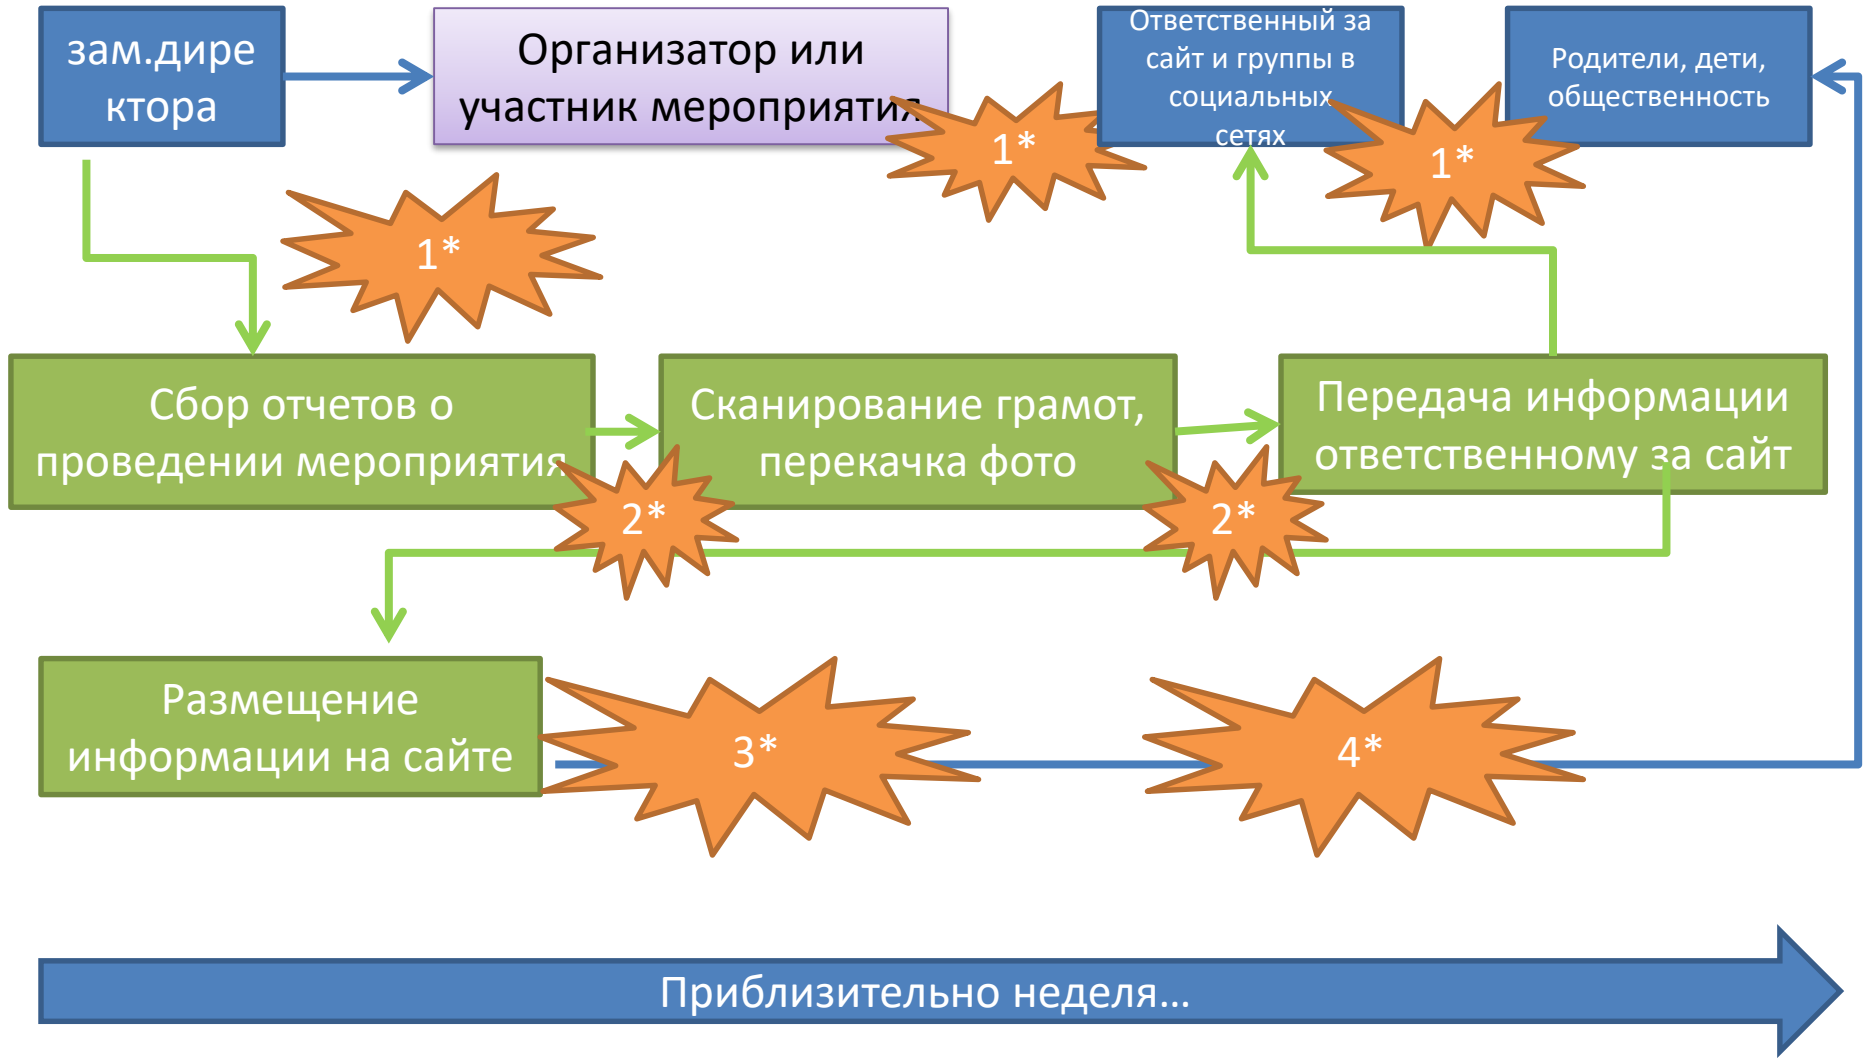 зам.дире
ктора
Организатор или
участник мероприятия
Ответственный за
сайт и группы в
социальных
сетях
Родители, дети,
общественность
1*
1*
1*
Сбор отчетов о
проведении мероприятия
Сканирование грамот,
перекачка фото
Передача информации
ответственному за сайт
2*
2*
Размещение
информации на сайте
3*
4*
Приблизительно неделя…